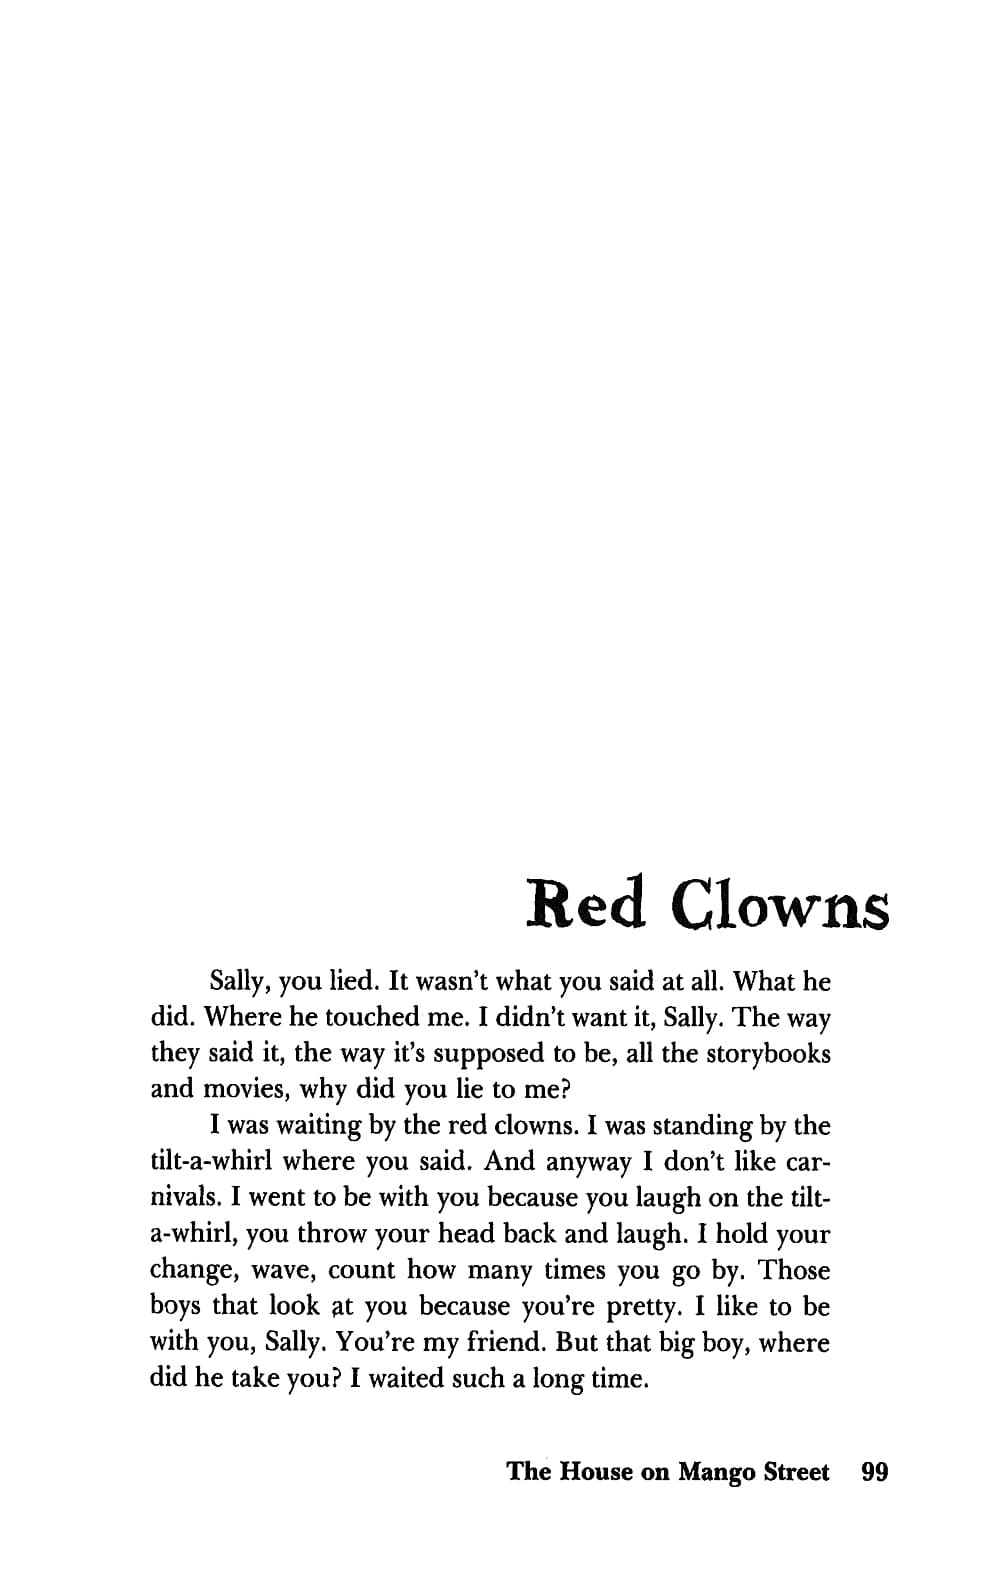 Red Clowns
Sally, you lied. It wasn't what you said at all. What he
did. Where he touched me. I didn't want it, Sally. The way
they said it, the way it's supposed to be, all the storybooks
and movies, why did you lie to me?
I was waiting by the red clowns. I was standing by the
tilt-a-whirl where you said. And anyway I don't like car-
nivals. I went to be with you because you laugh on the tilt-
a-whirl, you throw your head back and laugh. I hold your
change, wave, count how many times you go by. Those
boys that look at you because you're pretty. I like to be
with you, Sally. You're my friend. But that big boy, where
did he take you? I waited such a long time.
The House on Mango Street 99